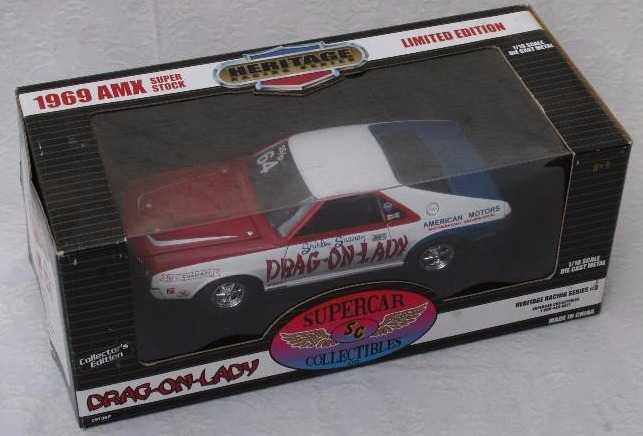 1969 AMX SUPER STOCK
HERITAGE
LIMITED EDITION
1/18 SCALE
DIE CAST METAL
64
Shirley Shahan
DRAG-ON-LADY
AMERICAN MOTORS
1/18 SCALE
DIE CAST METAL
HERITAGE RACING SERIES #3
MADE IN CHINA
SUPERCAR
SC
COLLECTIBLES
Collector's
Edition
DRAG-ON-LADY